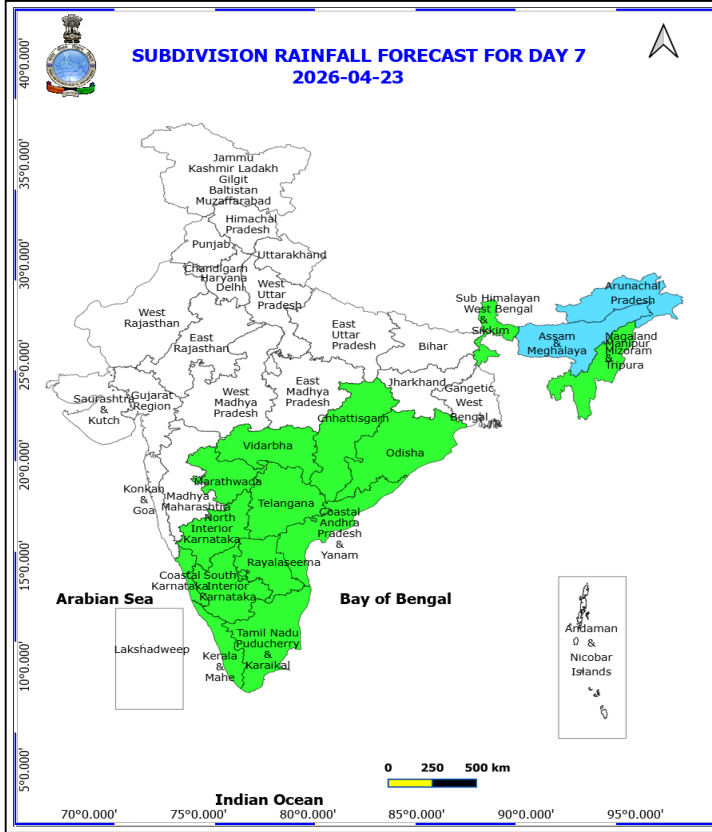 SUBDIVISION RAINFALL FORECAST FOR DAY 7
2026-04-23
40°0.000'
35°0.000'
30°0.000'
25°0.000'
20°0.000'
15°0.000'
10°0.000'
5°0.000'
Jammu
Kashmir Ladakh
Gilgit
Baltistan
Muzaffarabad
Himachal
Pradesh
Punjab
Uttarakhand
Chandigarh
Haryana
Delhi
West
Uttar
Pradesh
West
Rajasthan
East
Rajasthan
East
Uttar
Pradesh
Bihar
Sub Himalayan
West Bengal
&
Sikkim
Arunachal
Pradesh
Assam
&
Meghalaya
Nagaland
Manipur
Mizoram
&
Tripura
Saurashtra
&
Kutch
Gujarat
Region
West
Madhya
Pradesh
East
Madhya
Pradesh
Jharkhand
Gangetic
West
Bengal
Chhattisgarh
Vidarbha
Odisha
Konkan
&
Goa
Madhya
Maharashtra
Marathwada
Telangana
North
Interior
Karnataka
Coastal
Andhra
Pradesh
&
Yanam
Rayalaseema
Coastal
Karnataka
South
Interior
Karnataka
Arabian Sea
Bay of Bengal
Lakshadweep
Kerala
&
Mahe
Tamil Nadu
Puducherry
&
Karaikal
Andaman
&
Nicobar
Islands
0 250 500 km
Indian Ocean
70°0.000' 75°0.000' 80°0.000' 85°0.000' 90°0.000' 95°0.000'